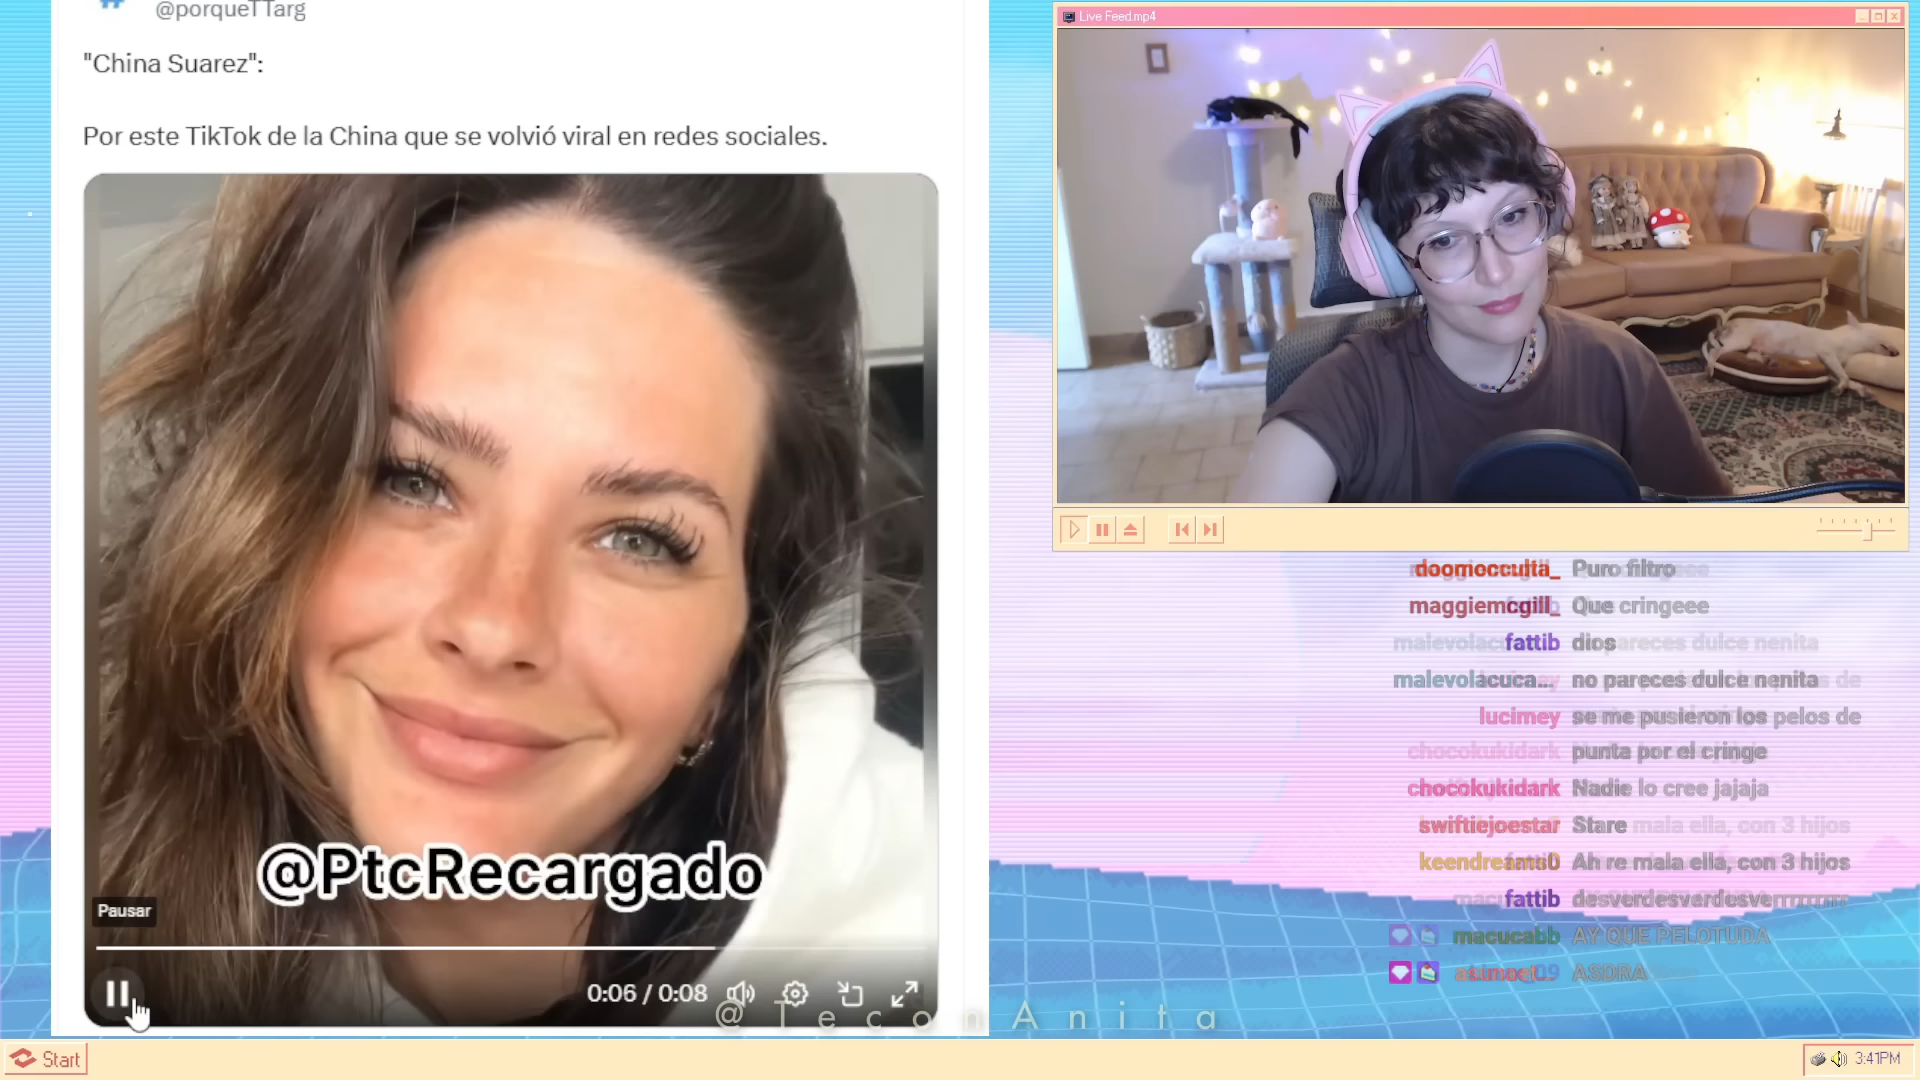 @porqueTTarg
"China Suarez":
Por este TikTok de la China que se volvió viral en redes sociales.
@PtcRecargado
Pausar
0:06 / 0:08
@TeconAnita
Live Feed.mp4
doomocculta_ Puro filtro
maggiemcgill_ Que cringeee
fattib dios
malevolacuca... no pareces dulce nenita
lucimey se me pusieron los pelos de
punta por el cringe
chocokukidark Nadie lo cree jajaja
swiftiejoestar Stare
keendreams0 Ah re mala ella, con 3 hijos
fattib
macucabb AY QUE PELOTUDA
ASDRA
Start
3:41PM